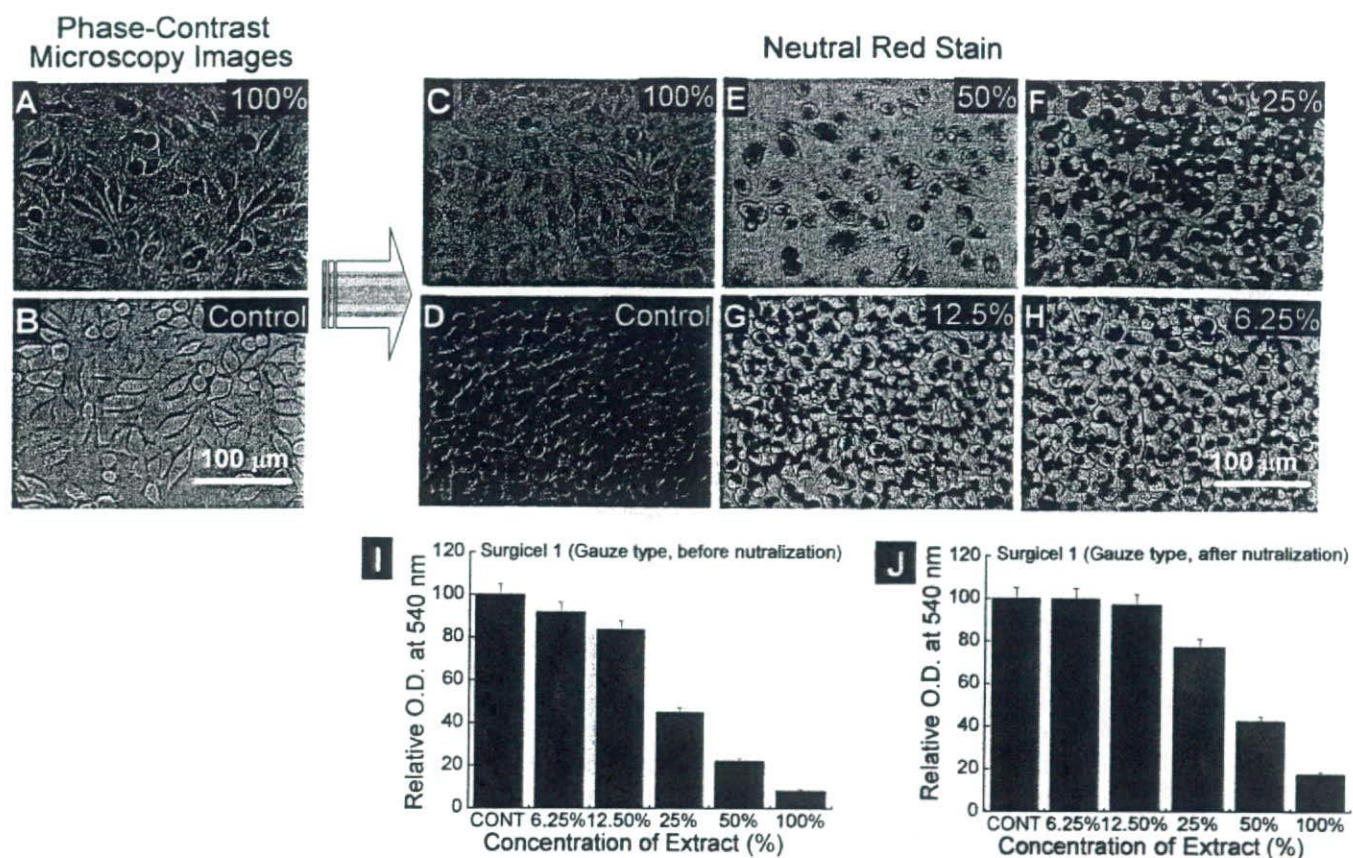 Phase-Contrast
Microscopy Images
Neutral Red Stain
A 100%
C 100%
E 50%
F 25%
B Control
100 μm
D Control
G 12.5%
H 6.25%
100 μm
I
Surgicel 1 (Gauze type, before nutralization)
Relative O.D. at 540 nm
120
100
80
60
40
20
0
CONT 6.25% 12.50% 25% 50% 100%
Concentration of Extract (%)
J
Surgicel 1 (Gauze type, after nutralization)
Relative O.D. at 540 nm
120
100
80
60
40
20
0
CONT 6.25% 12.50% 25% 50% 100%
Concentration of Extract (%)